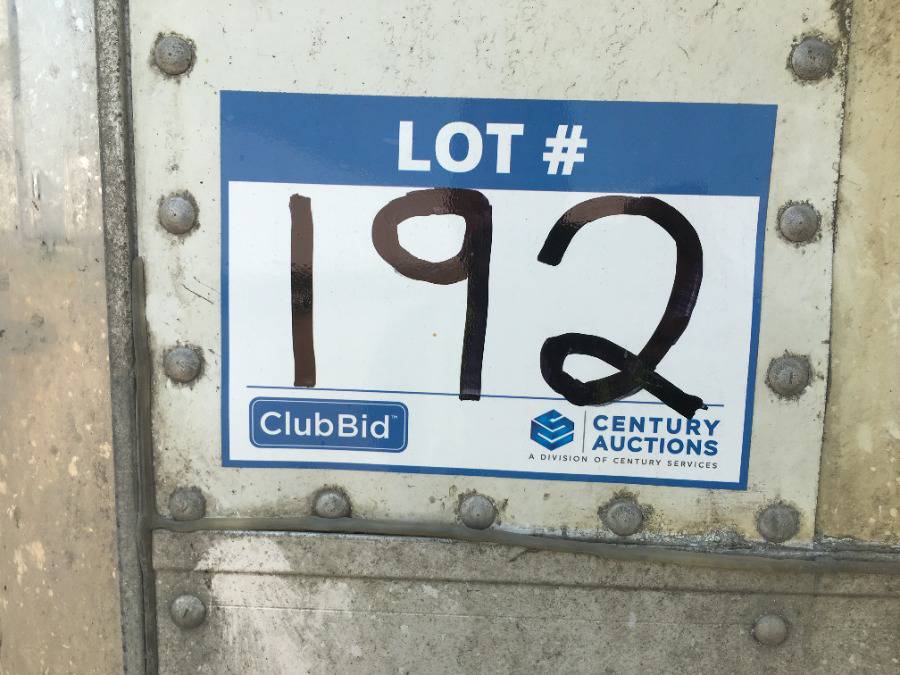 LOT #
192
ClubBid™
CENTURY
AUCTIONS
A DIVISION OF CENTURY SERVICES